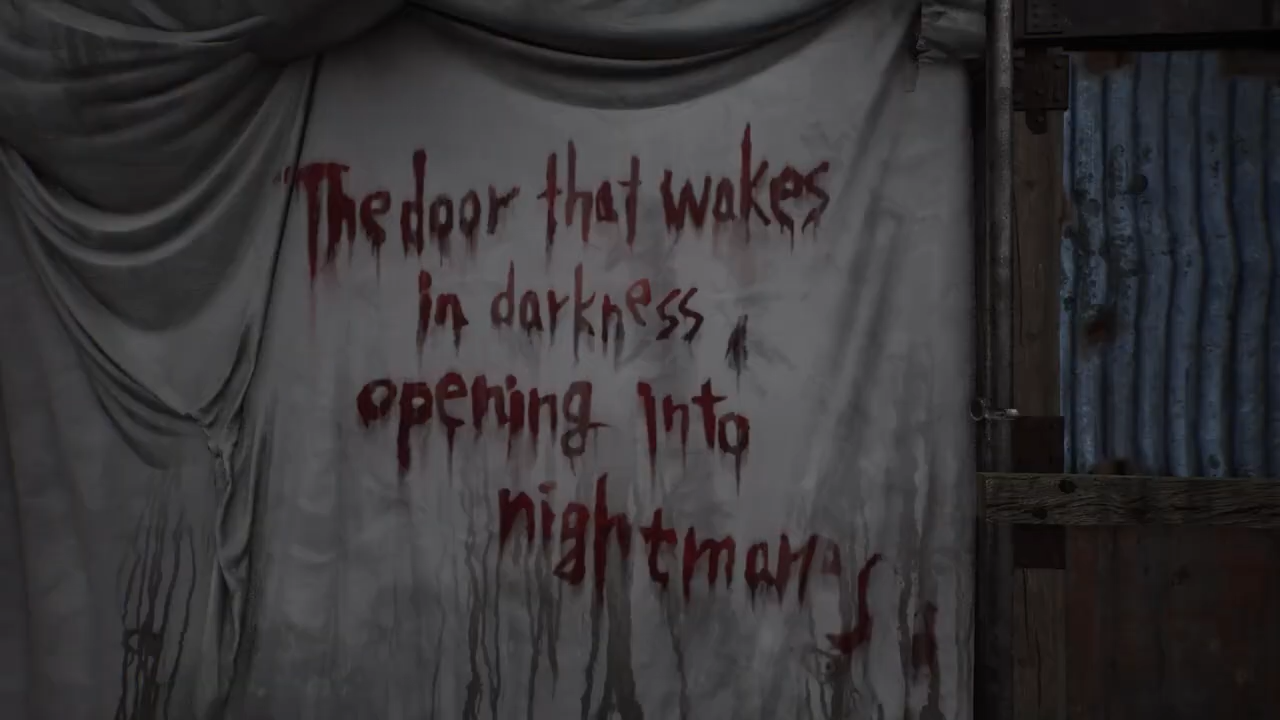 The door that wakes
in darkness,
opening into
nightmares.